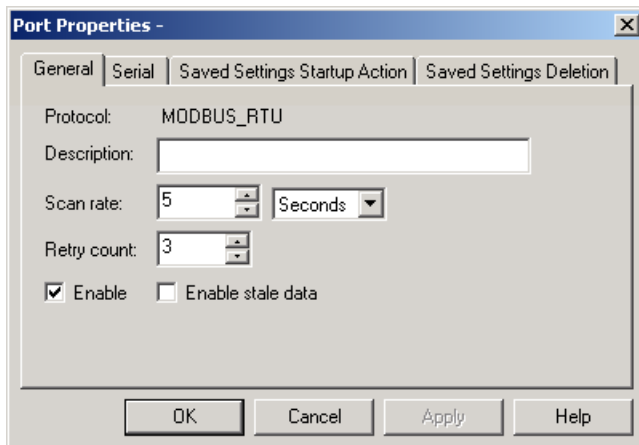 Port Properties -
General Serial Saved Settings Startup Action Saved Settings Deletion
Protocol: MODBUS_RTU
Description:
Scan rate: 5 Seconds
Retry count: 3
Enable Enable stale data
OK Cancel Apply Help